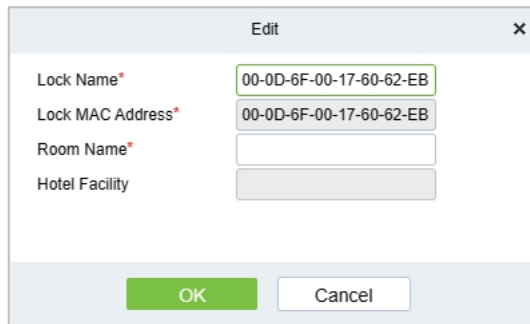 Edit
Lock Name* 00-0D-6F-00-17-60-62-EB
Lock MAC Address* 00-0D-6F-00-17-60-62-EB
Room Name*
Hotel Facility
OK Cancel